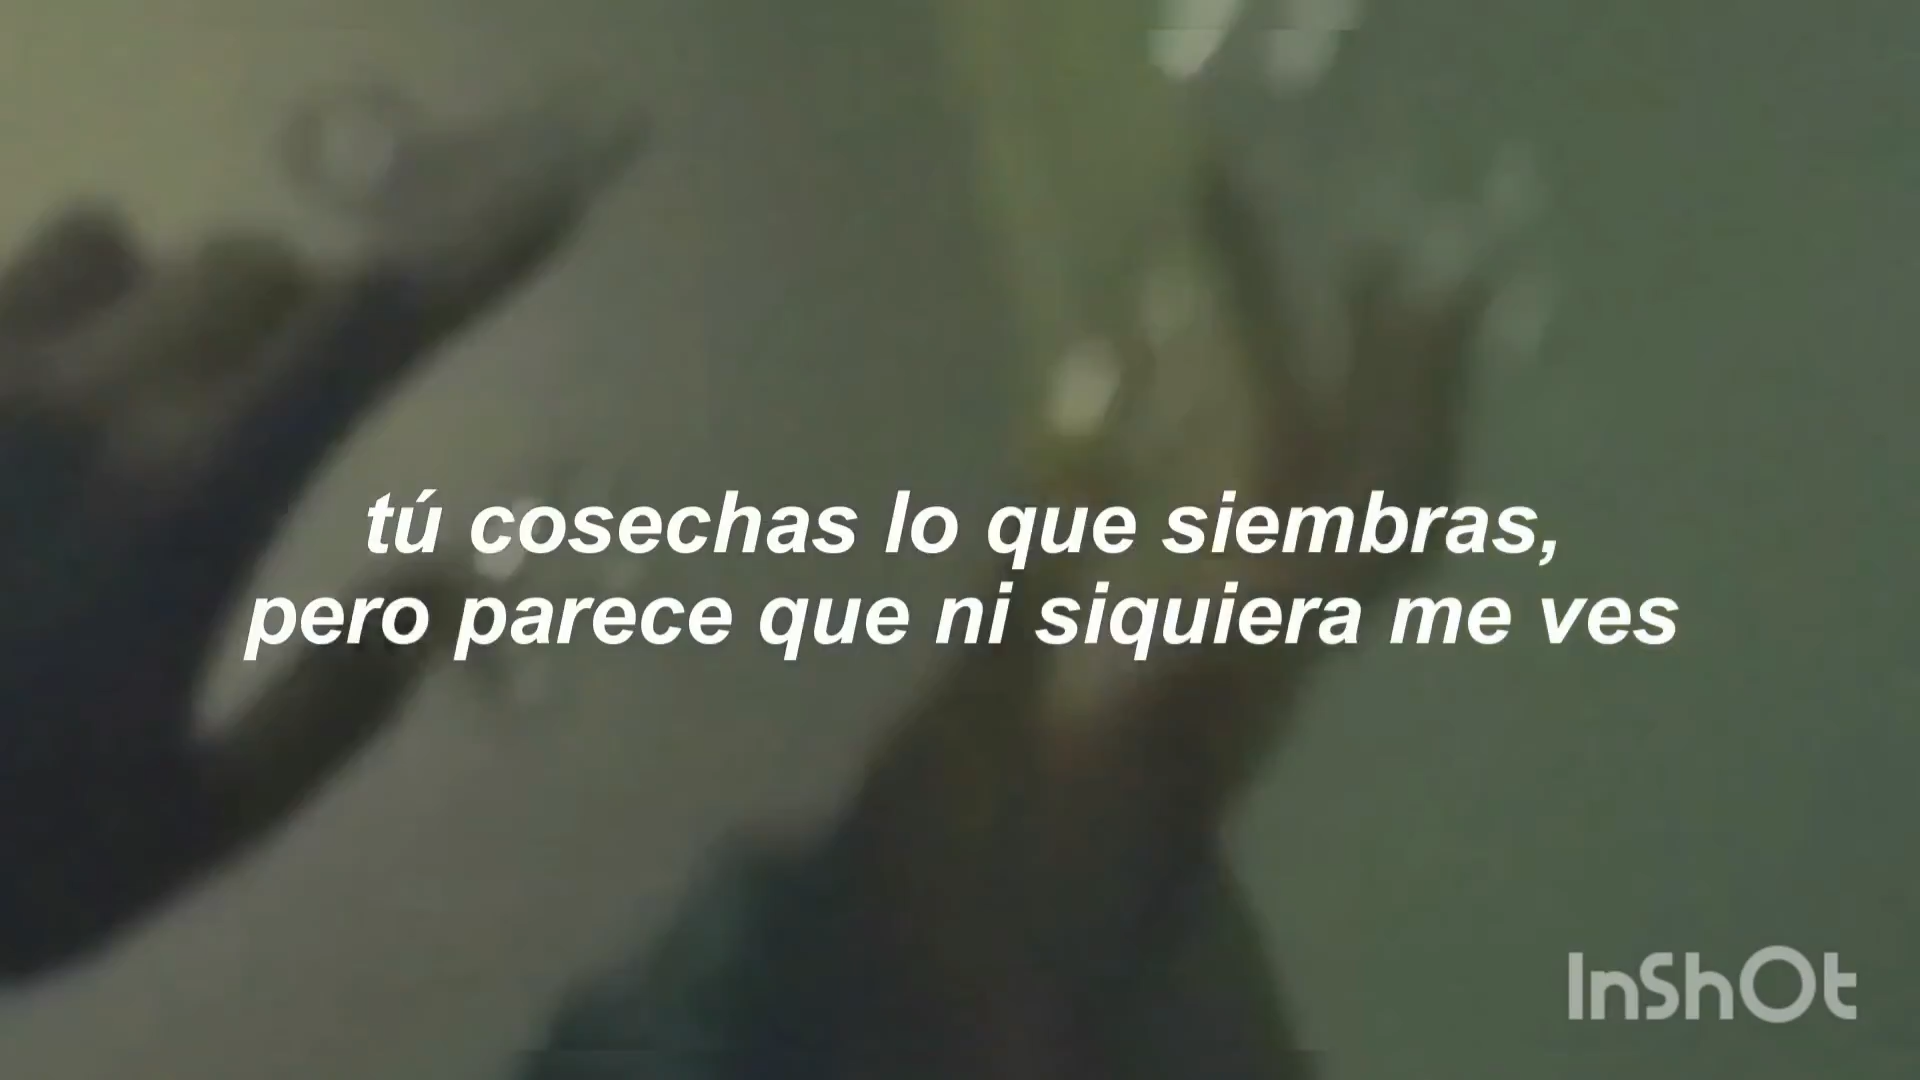 tú cosechas lo que siembras,
pero parece que ni siquiera me ves
InShOt